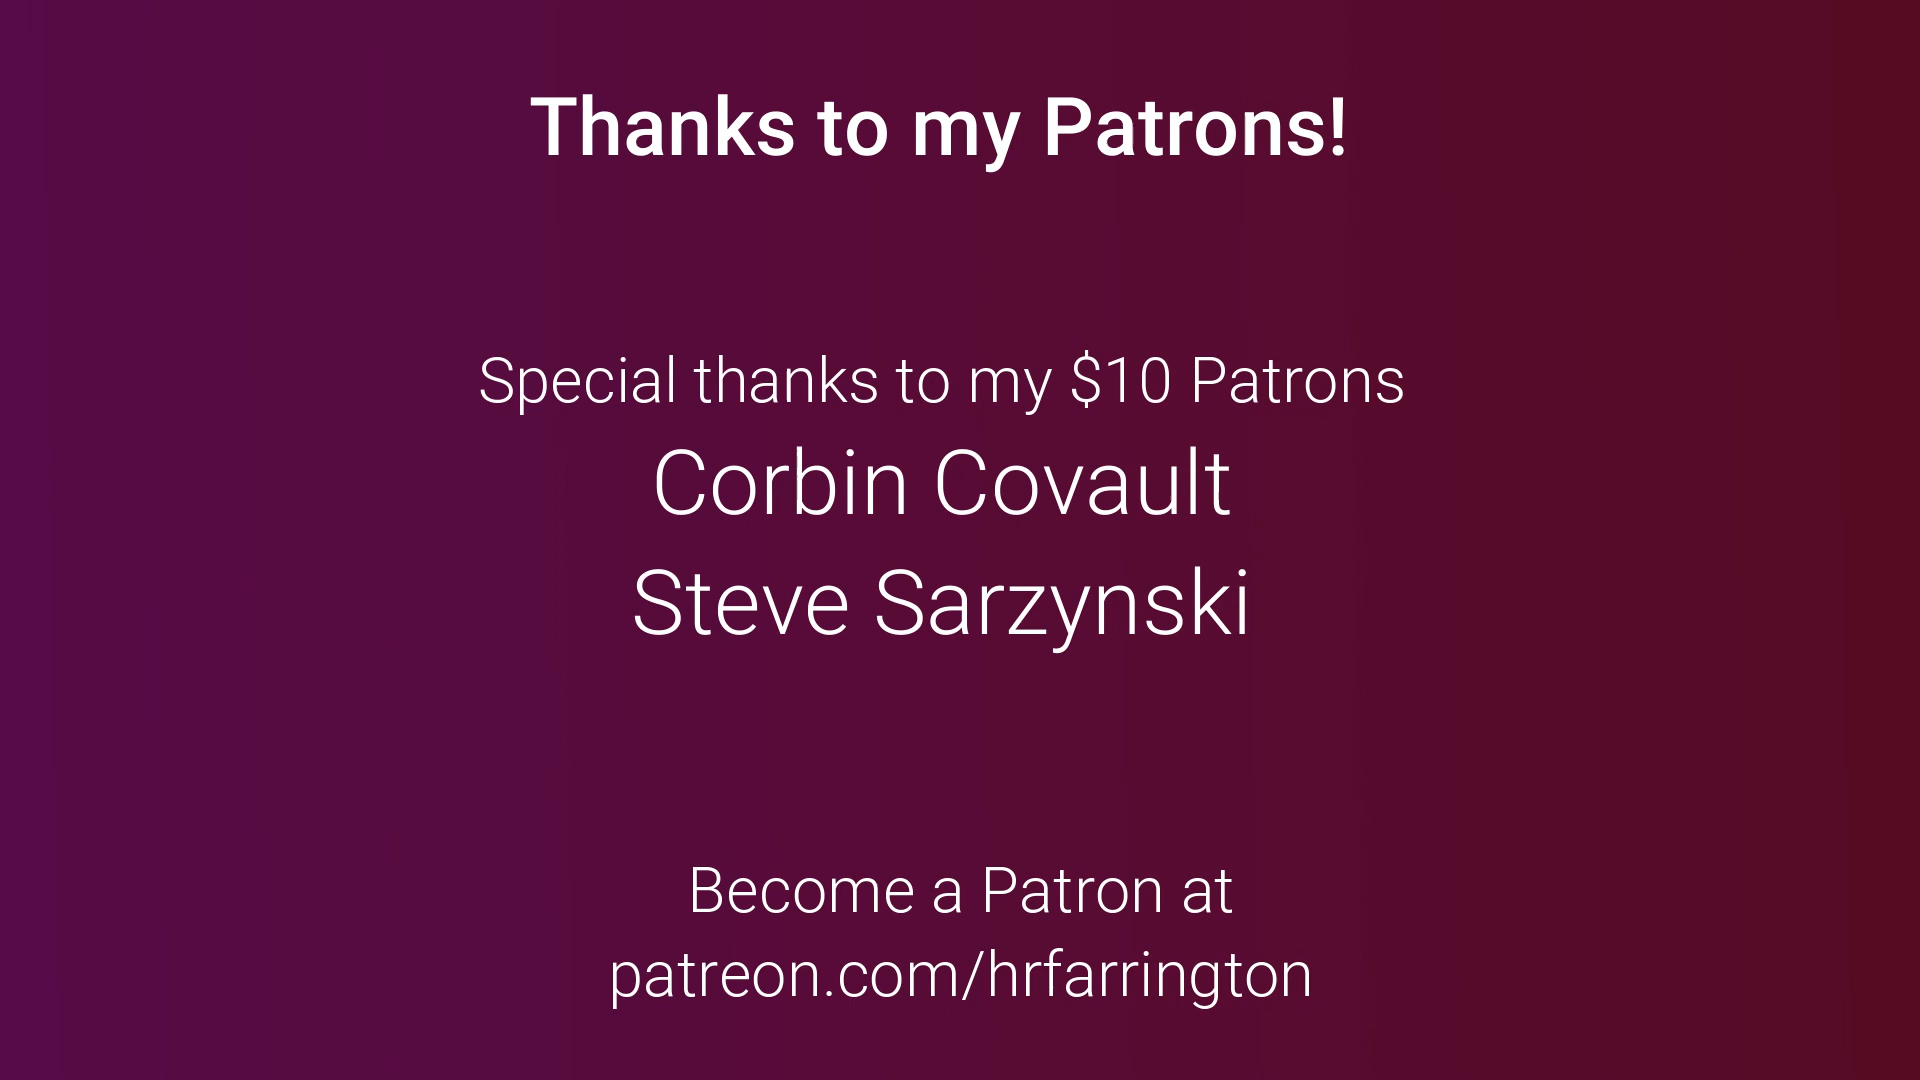 Thanks to my Patrons!
Special thanks to my $10 Patrons
Corbin Covault
Steve Sarzynski
Become a Patron at
patreon.com/hrfarrington